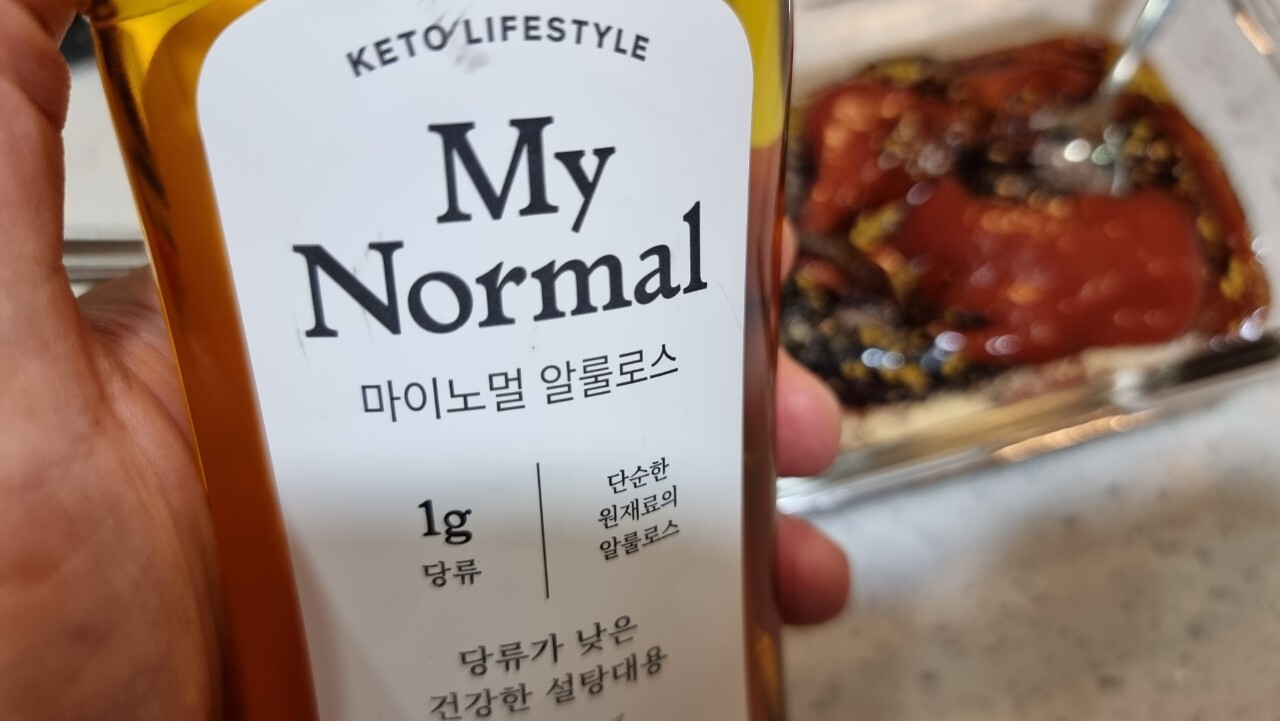 KETO LIFESTYLE
My
Normal
마이노멀 알룰로스
1g
당류
단순한
원재료의
알룰로스
당류가 낮은
건강한 설탕대용